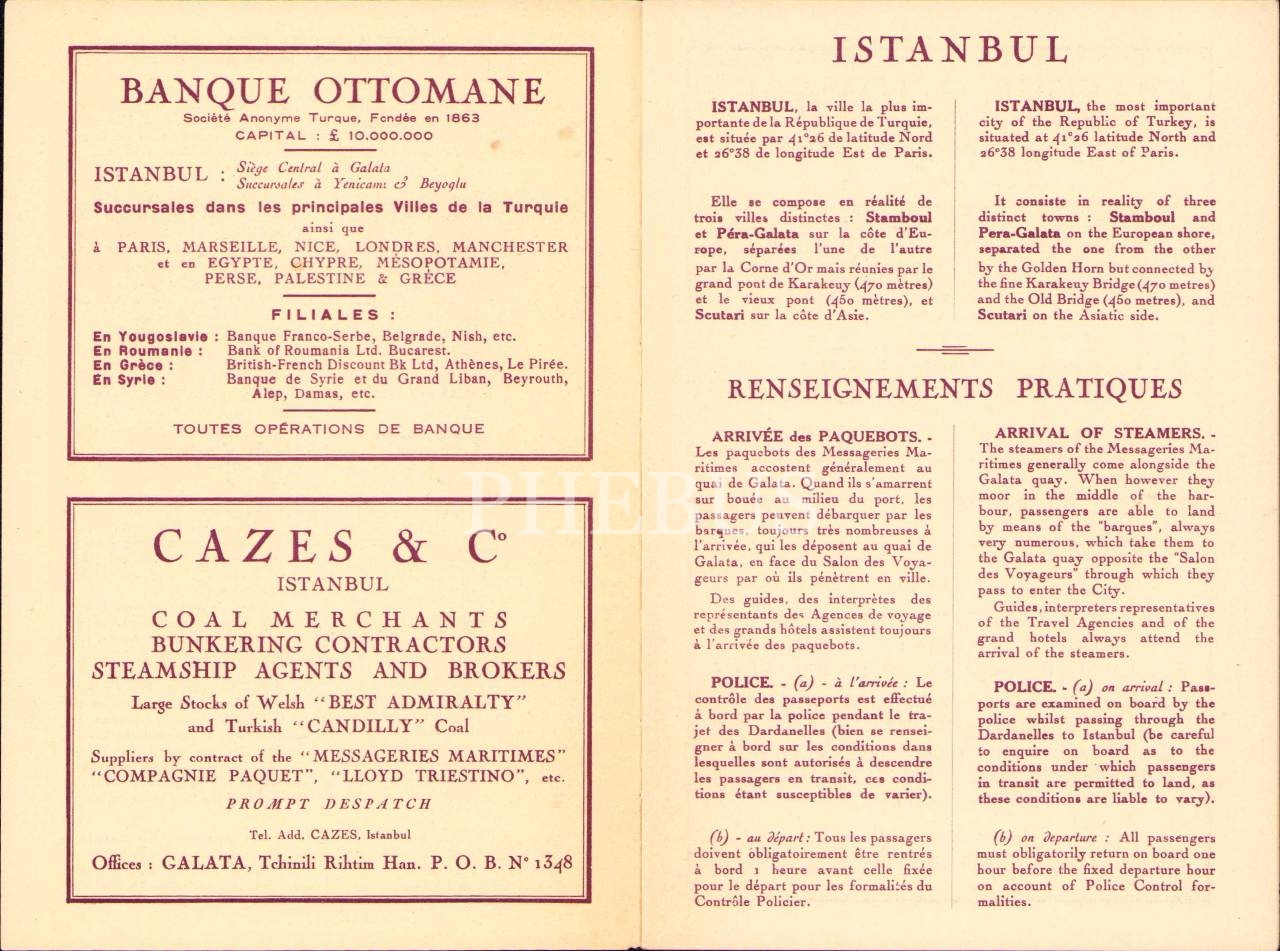 BANQUE OTTOMANE
Société Anonyme Turque, Fondée en 1863
CAPITAL : £ 10.000.000
ISTANBUL : Siège Central à Galata
Succursales à Yenicami & Beyoglu
Succursales dans les principales Villes de la Turquie
ainsi que
à PARIS, MARSEILLE, NICE, LONDRES, MANCHESTER
et en EGYPTE, CHYPRE, MÉSOPOTAMIE,
PERSE, PALESTINE & GRÈCE
FILIALES :
En Yougoslavie : Banque Franco-Serbe, Belgrade, Nish, etc.
En Roumanie : Bank of Roumania Ltd. Bucarest.
En Grèce : British-French Discount Bk Ltd, Athènes, Le Pirée.
En Syrie : Banque de Syrie et du Grand Liban, Beyrouth,
Alep, Damas, etc.
TOUTES OPÉRATIONS DE BANQUE
CAZES & Cº
ISTANBUL
COAL MERCHANTS
BUNKERING CONTRACTORS
STEAMSHIP AGENTS AND BROKERS
Large Stocks of Welsh “BEST ADMIRALTY”
and Turkish “CANDILLY” Coal
Suppliers by contract of the “MESSAGERIES MARITIMES”
“COMPAGNIE PAQUET”, “LLOYD TRIESTINO”, etc.
PROMPT DESPATCH
Tel. Add. CAZES, Istanbul
Offices : GALATA, Tchinili Rihtim Han. P. O. B. Nº 1348
ISTANBUL
ISTANBUL, la ville la plus im-
portante de la République de Turquie,
est située par 41°26 de latitude Nord
et 26°38 de longitude Est de Paris.
Elle se compose en réalité de
trois villes distinctes : Stamboul
et Péra-Galata sur la côte d'Eu-
rope, séparées l'une de l'autre
par la Corne d'Or mais réunies par le
grand pont de Karakeuy (470 mètres)
et le vieux pont (450 mètres), et
Scutari sur la côte d'Asie.
ISTANBUL, the most important
city of the Republic of Turkey, is
situated at 41°26 latitude North and
26°38 longitude East of Paris.
It consiste in reality of three
distinct towns : Stamboul and
Pera-Galata on the European shore,
separated the one from the other
by the Golden Horn but connected by
the fine Karakeuy Bridge (470 metres)
and the Old Bridge (450 metres), and
Scutari on the Asiatic side.
RENSEIGNEMENTS PRATIQUES
ARRIVÉE des PAQUEBOTS. -
Les paquebots des Messageries Ma-
ritimes accostent généralement au
quai de Galata. Quand ils s'amarrent
sur bouée au milieu du port, les
passagers peuvent débarquer par les
barques, toujours très nombreuses à
l'arrivée, qui les déposent au quai de
Galata, en face du Salon des Voya-
geurs par où ils pénètrent en ville.
Des guides, des interprètes des
représentants des Agences de voyage
et des grands hôtels assistent toujours
à l'arrivée des paquebots.
POLICE. - (a) - à l'arrivée : Le
contrôle des passeports est effectué
à bord par la police pendant le tra-
jet des Dardanelles (bien se rensei-
gner à bord sur les conditions dans
lesquelles sont autorisés à descendre
les passagers en transit, ces condi-
tions étant susceptibles de varier).
(b) - au départ : Tous les passagers
doivent obligatoirement être rentrés
à bord 1 heure avant celle fixée
pour le départ pour les formalités du
Contrôle Policier.
ARRIVAL OF STEAMERS. -
The steamers of the Messageries Ma-
ritimes generally come alongside the
Galata quay. When however they
moor in the middle of the har-
bour, passengers are able to land
by means of the "barques", always
very numerous, which take them to
the Galata quay opposite the "Salon
des Voyageurs" through which they
pass to enter the City.
Guides, interpreters representatives
of the Travel Agencies and of the
grand hotels always attend the
arrival of the steamers.
POLICE. - (a) on arrival : Pass-
ports are examined on board by the
police whilst passing through the
Dardanelles to Istanbul (be careful
to enquire on board as to the
conditions under which passengers
in transit are permitted to land, as
these conditions are liable to vary).
(b) on departure : All passengers
must obligatorily return on board one
hour before the fixed departure hour
on account of Police Control for-
malities.